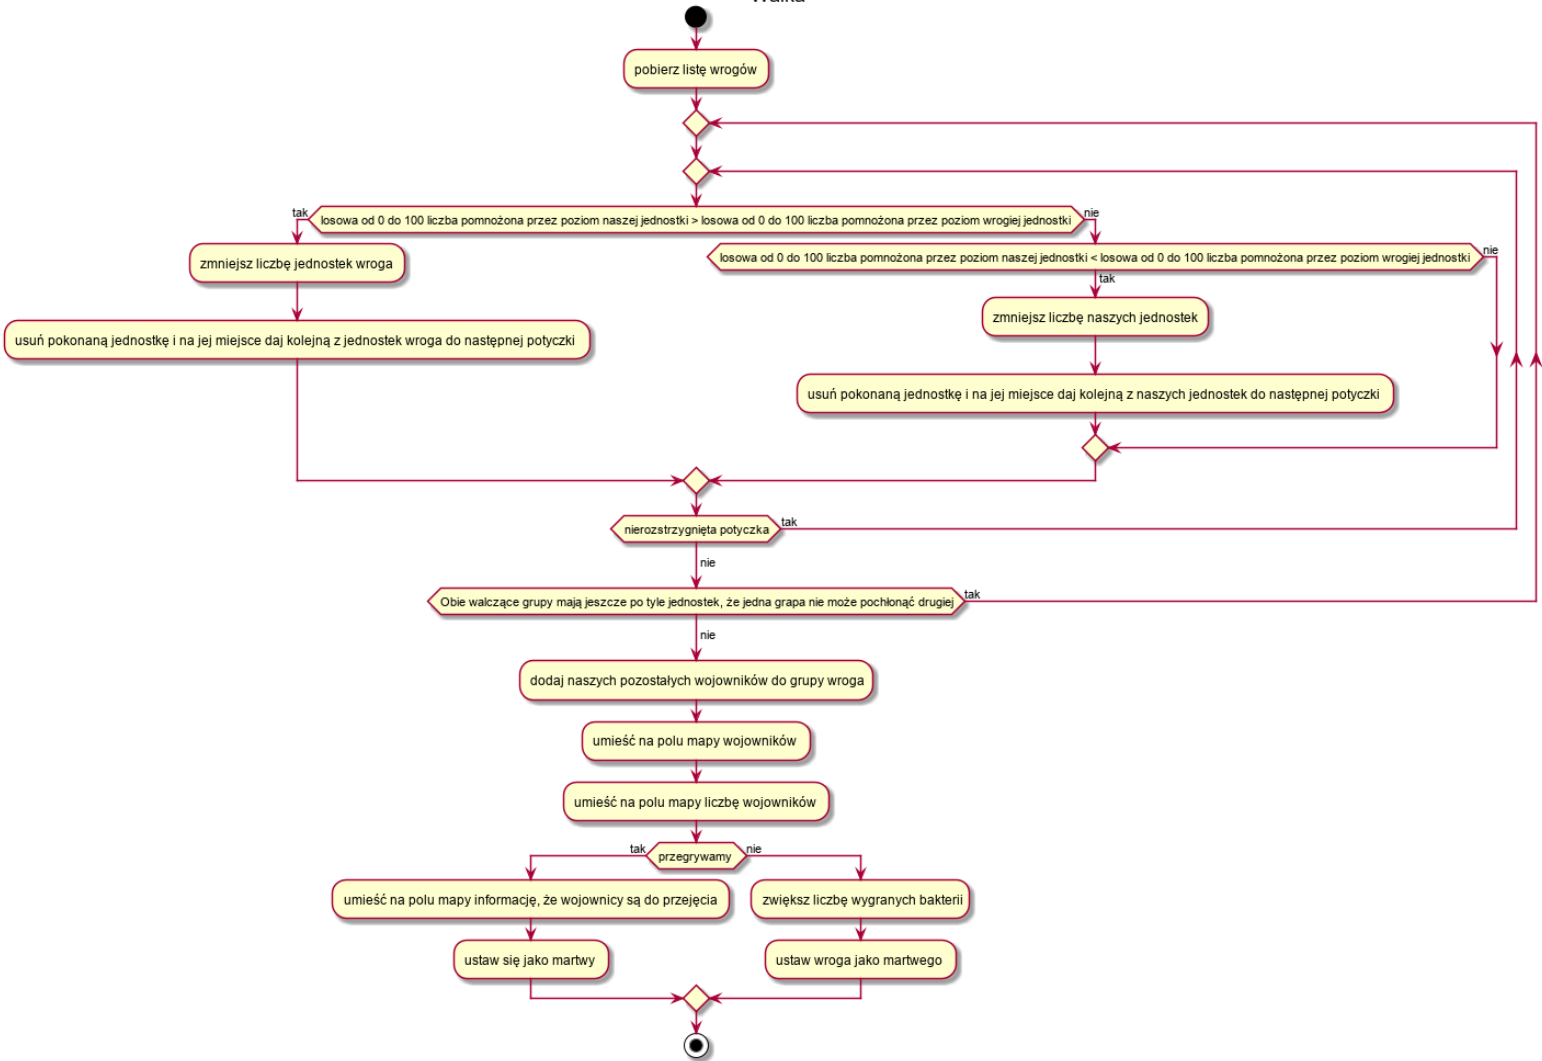 pobierz listę wrogów
tak
losowa od 0 do 100 liczba pomnożona przez poziom naszej jednostki > losowa od 0 do 100 liczba pomnożona przez poziom wrogiej jednostki
nie
zmniejsz liczbę jednostek wroga
losowa od 0 do 100 liczba pomnożona przez poziom naszej jednostki < losowa od 0 do 100 liczba pomnożona przez poziom wrogiej jednostki
nie
tak
zmniejsz liczbę naszych jednostek
usuń pokonaną jednostkę i na jej miejsce daj kolejną z jednostek wroga do następnej potyczki
usuń pokonaną jednostkę i na jej miejsce daj kolejną z naszych jednostek do następnej potyczki
nierozstrzygnięta potyczka
tak
nie
Obie walczące grupy mają jeszcze po tyle jednostek, że jedna grapa nie może pochłonąć drugiej
tak
nie
dodaj naszych pozostałych wojowników do grupy wroga
umieść na polu mapy wojowników
umieść na polu mapy liczbę wojowników
tak
przegrywamy
nie
umieść na polu mapy informację, że wojownicy są do przejęcia
zwiększ liczbę wygranych bakterii
ustaw się jako martwy
ustaw wroga jako martwego